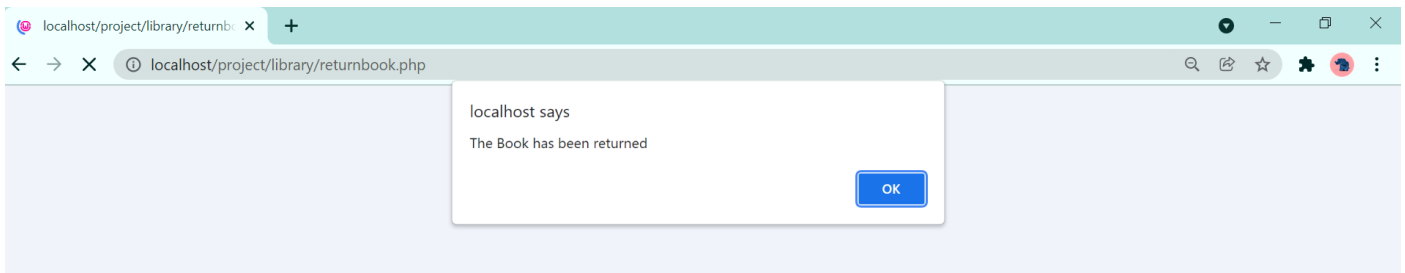 localhost/project/library/returnb
localhost/project/library/returnbook.php
localhost says
The Book has been returned
OK